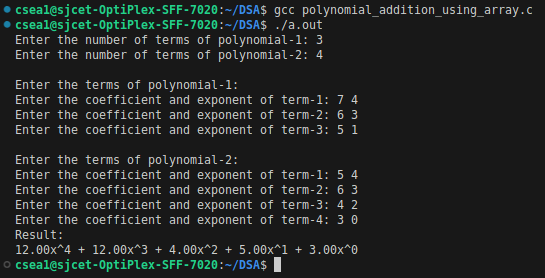 csea1@sjcet-OptiPlex-SFF-7020:~/DSA$ gcc polynomial_addition_using_array.c
csea1@sjcet-OptiPlex-SFF-7020:~/DSA$ ./a.out
Enter the number of terms of polynomial-1: 3
Enter the number of terms of polynomial-2: 4
Enter the terms of polynomial-1:
Enter the coefficient and exponent of term-1: 7 4
Enter the coefficient and exponent of term-2: 6 3
Enter the coefficient and exponent of term-3: 5 1
Enter the terms of polynomial-2:
Enter the coefficient and exponent of term-1: 5 4
Enter the coefficient and exponent of term-2: 6 3
Enter the coefficient and exponent of term-3: 4 2
Enter the coefficient and exponent of term-4: 3 0
Result:
12.00x^4 + 12.00x^3 + 4.00x^2 + 5.00x^1 + 3.00x^0
csea1@sjcet-OptiPlex-SFF-7020:~/DSA$